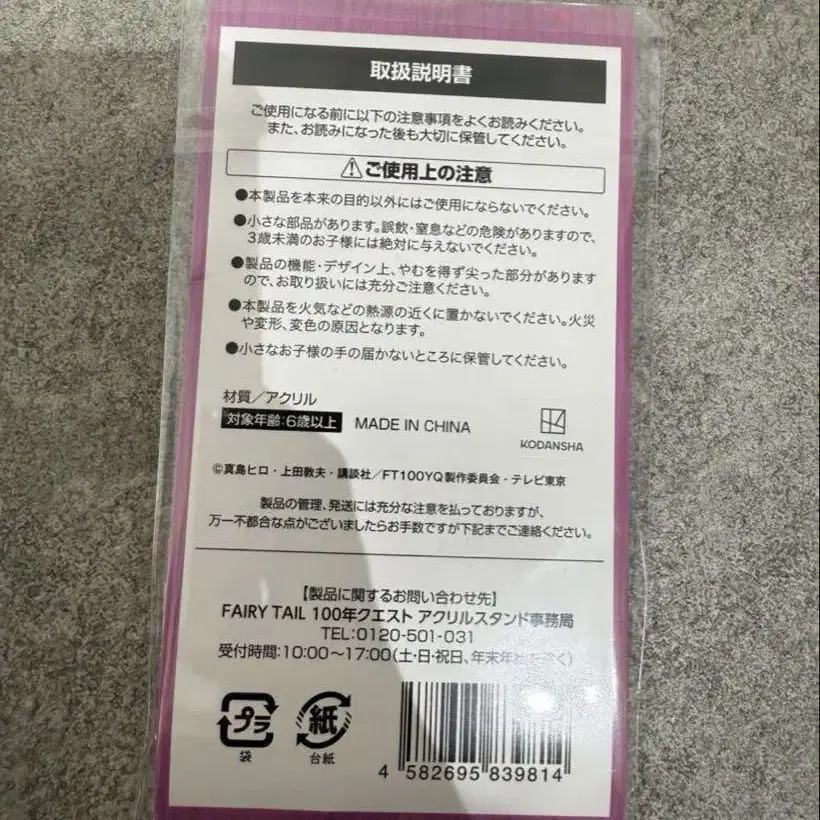 取扱説明書
ご使用になる前に以下の注意事項をよくお読みください。
また、お読みになった後も大切に保管してください。
⚠ご使用上の注意
●本製品を本来の目的以外にはご使用にならないでください。
●小さな部品があります。誤飲・窒息などの危険がありますので、
3歳未満のお子様には絶対に与えないでください。
●製品の機能・デザイン上、やむを得ず尖った部分があります
ので、お取り扱いには充分ご注意ください。
●本製品を火気などの熱源の近くに置かないでください。火災
や変形、変色の原因となります。
●小さなお子様の手の届かないところに保管してください。
材質／アクリル
対象年齢:6歳以上 MADE IN CHINA
KODANSHA
©真島ヒロ・上田敦夫・講談社／FT100YQ製作委員会・テレビ東京
製品の管理、発送には充分な注意を払っておりますが、
万一不都合な点がございましたらお手数ですが下記までご連絡ください。
【製品に関するお問い合わせ先】
FAIRY TAIL 100年クエスト アクリルスタンド事務局
TEL:0120-501-031
受付時間:10:00～17:00(土・日・祝日、年末年始を除く)
プラ 紙
袋 台紙
4 582695 839814